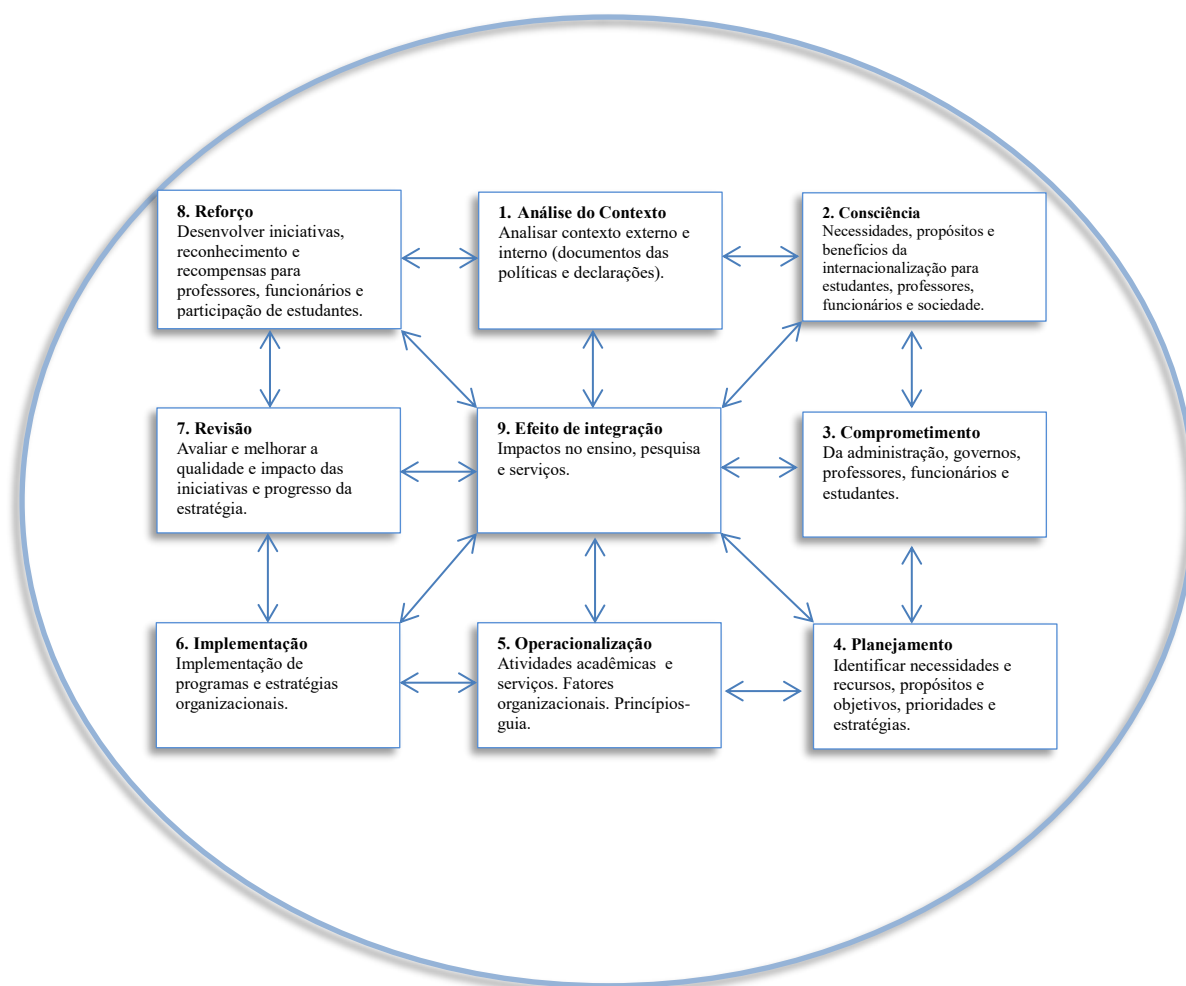 8. Reforço
Desenvolver iniciativas,
reconhecimento e
recompensas para
professores, funcionários e
participação de estudantes.
1. Análise do Contexto
Analisar contexto externo e
interno (documentos das
políticas e declarações).
2. Consciência
Necessidades, propósitos e
benefícios da
internacionalização para
estudantes, professores,
funcionários e sociedade.
7. Revisão
Avaliar e melhorar a
qualidade e impacto das
iniciativas e progresso da
estratégia.
9. Efeito de integração
Impactos no ensino, pesquisa
e serviços.
3. Comprometimento
Da administração, governos,
professores, funcionários e
estudantes.
6. Implementação
Implementação de
programas e estratégias
organizacionais.
5. Operacionalização
Atividades acadêmicas e
serviços. Fatores
organizacionais. Princípios-
guia.
4. Planejamento
Identificar necessidades e
recursos, propósitos e
objetivos, prioridades e
estratégias.